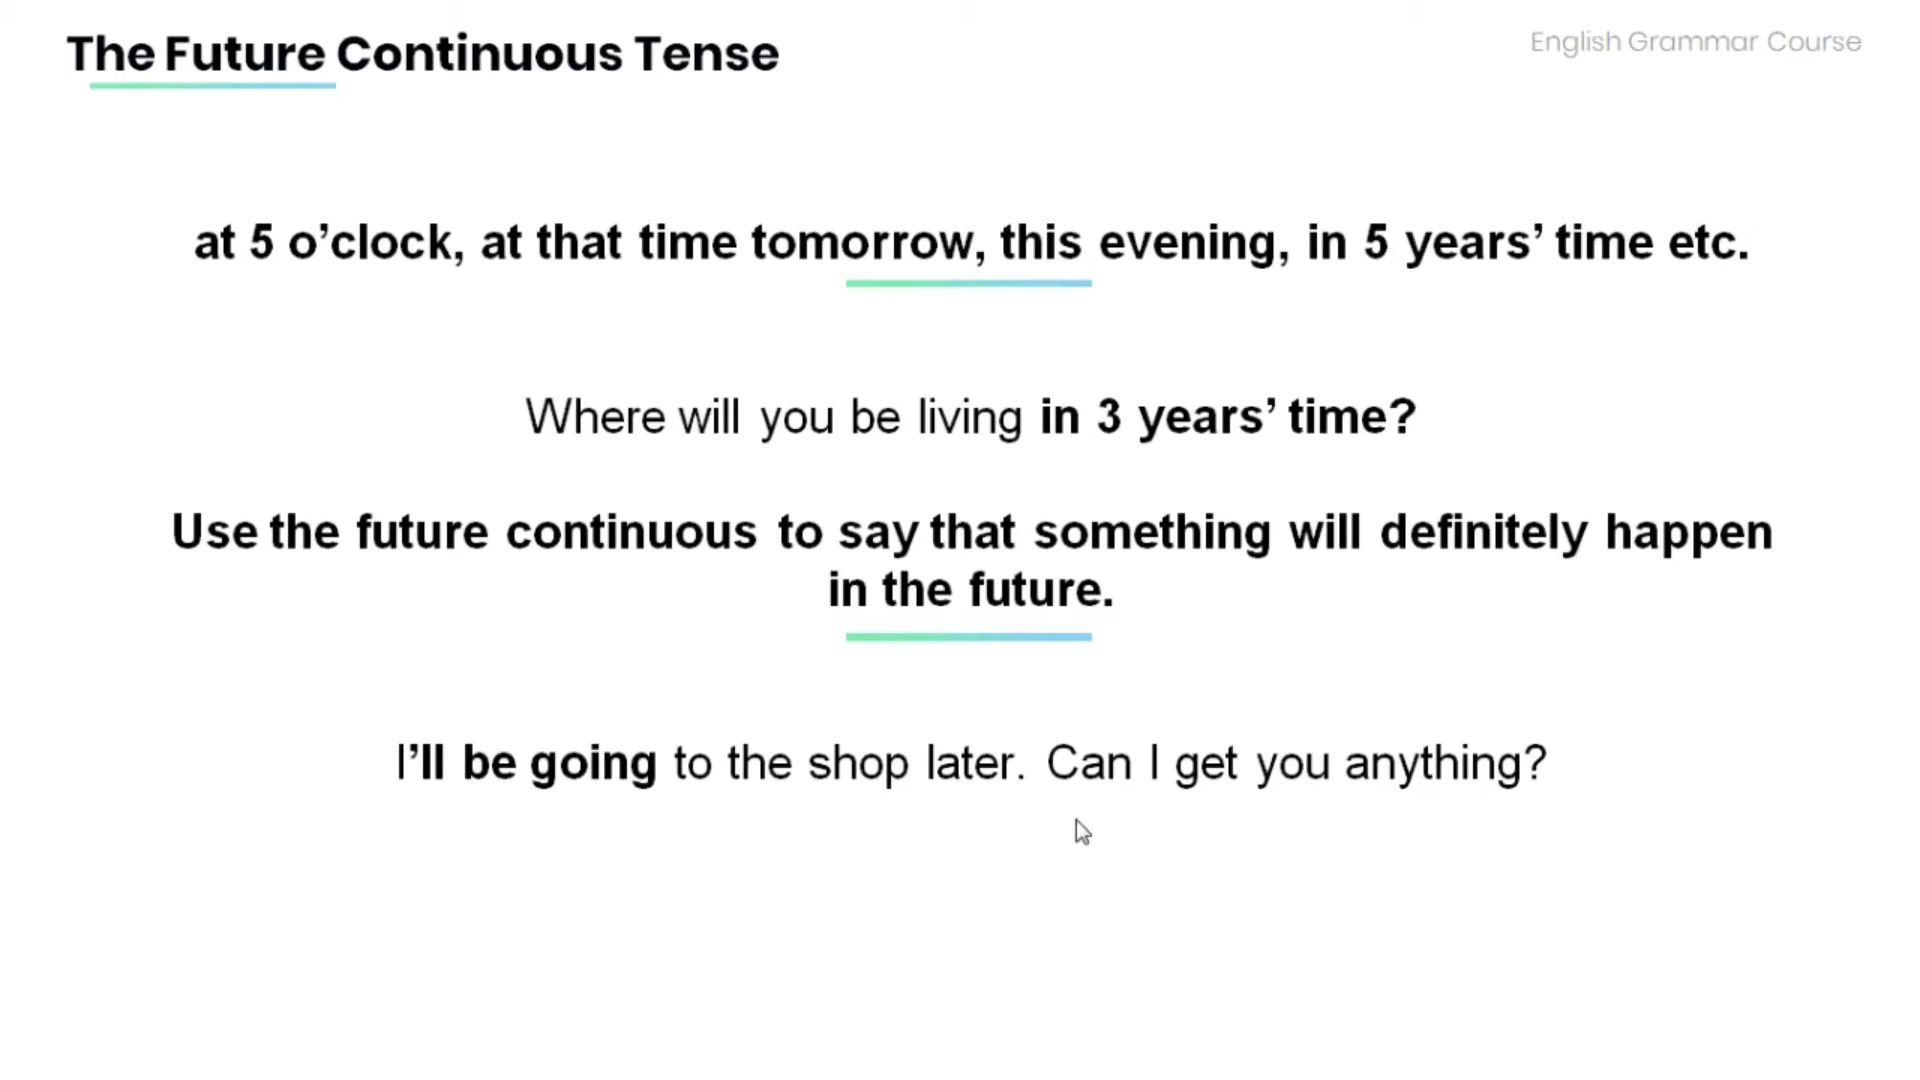 The Future Continuous Tense
English Grammar Course
at 5 o’clock, at that time tomorrow, this evening, in 5 years’ time etc.
Where will you be living in 3 years’ time?
Use the future continuous to say that something will definitely happen
in the future.
I’ll be going to the shop later. Can I get you anything?